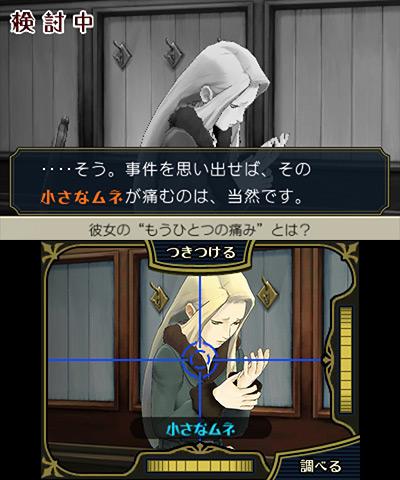 検討中
‥‥そう。事件を思い出せば、その
小さなムネが痛むのは、当然です。
彼女の“もうひとつの痛み”とは？
つきつける
小さなムネ
調べる